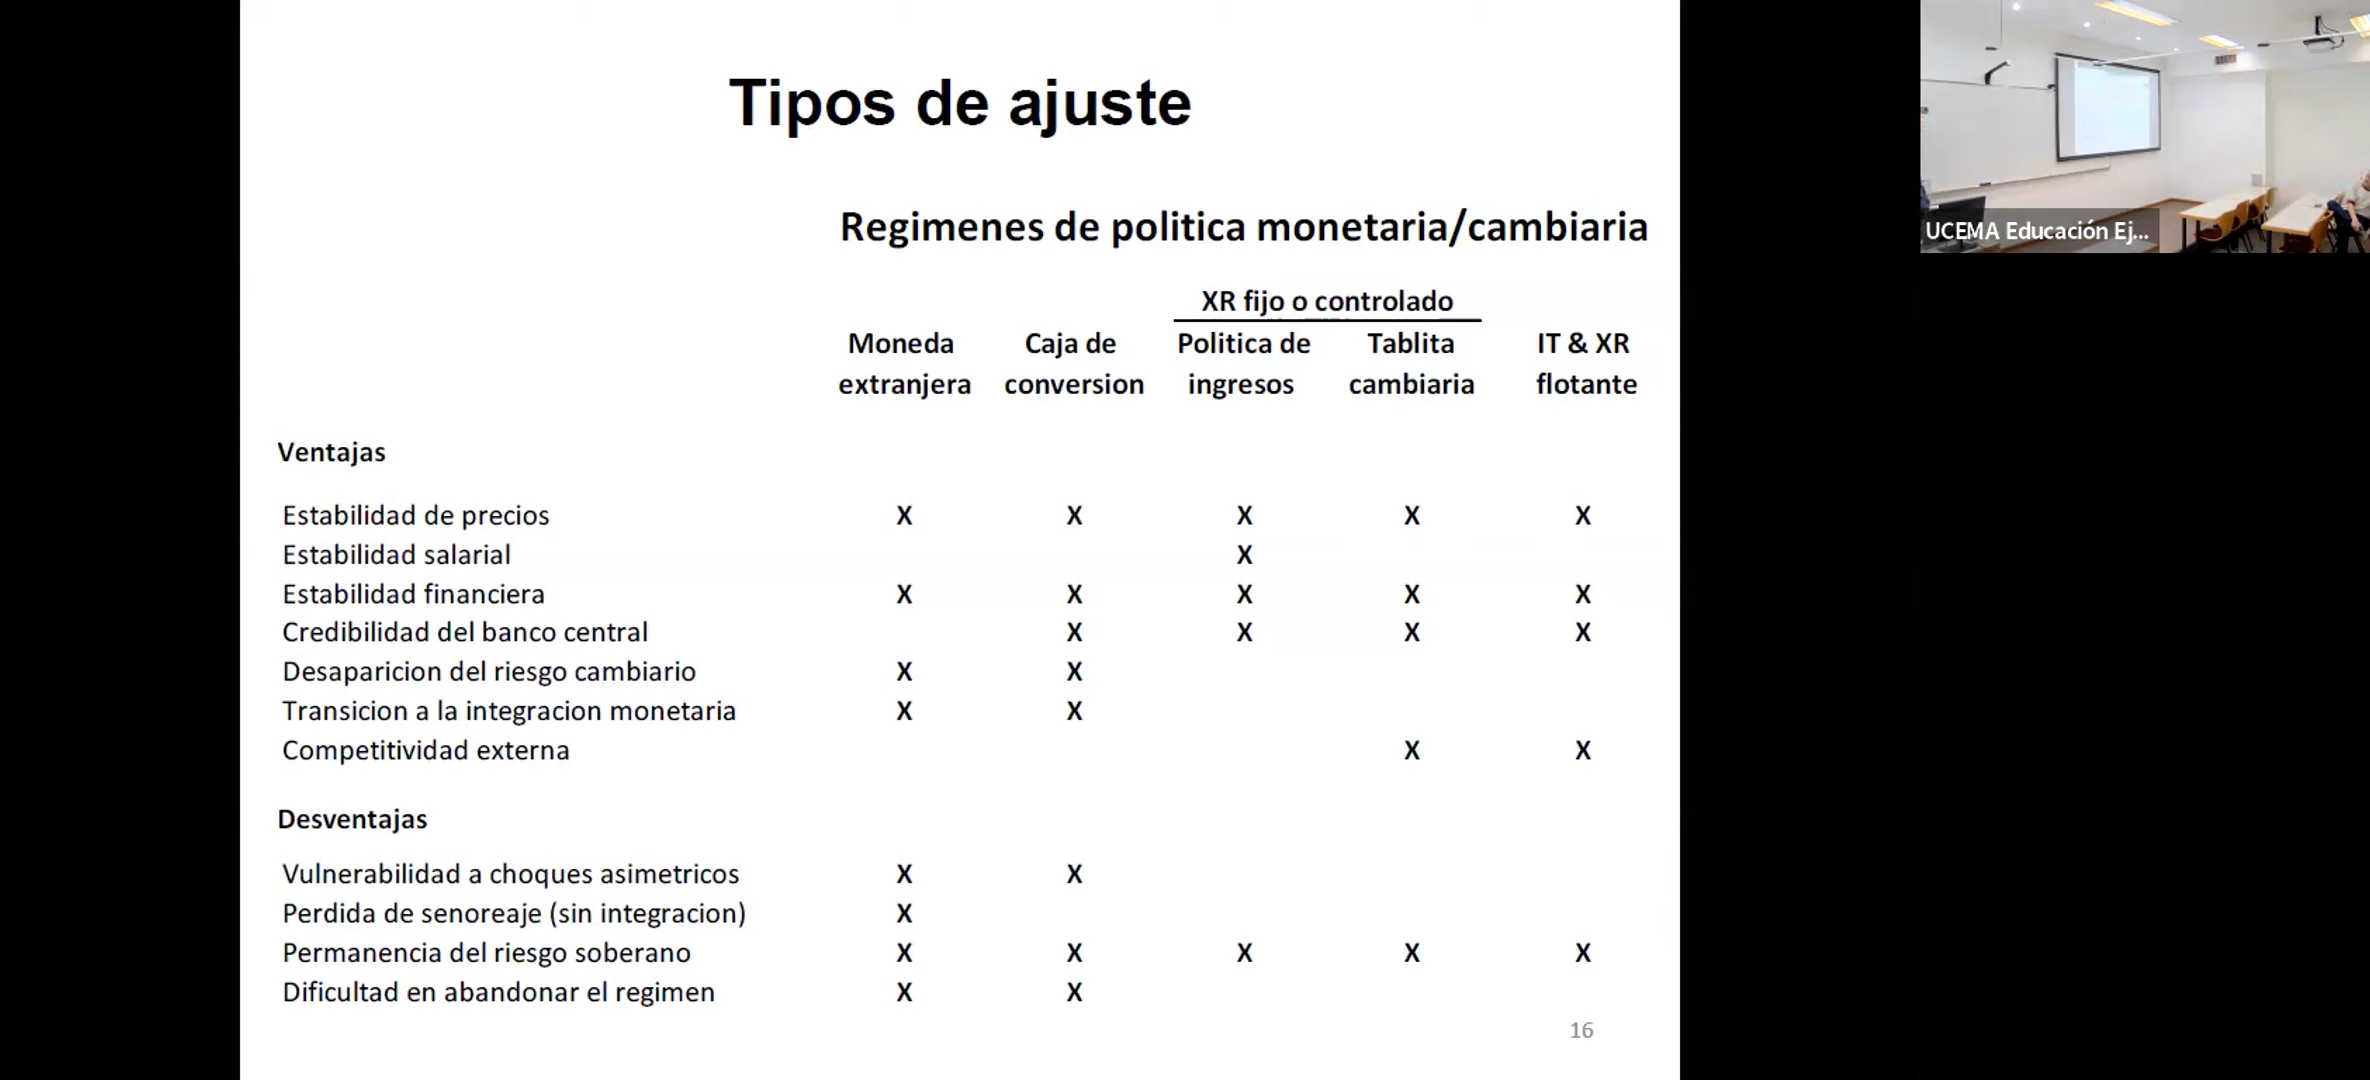 Tipos de ajuste
Regimenes de politica monetaria/cambiaria
XR fijo o controlado
Moneda Caja de Politica de Tablita IT & XR
extranjera conversion ingresos cambiaria flotante
Ventajas
Estabilidad de precios X X X X X
Estabilidad salarial X
Estabilidad financiera X X X X X
Credibilidad del banco central X X X X
Desaparicion del riesgo cambiario X X
Transicion a la integracion monetaria X X
Competitividad externa X X
Desventajas
Vulnerabilidad a choques asimetricos X X
Perdida de senoreaje (sin integracion) X
Permanencia del riesgo soberano X X X X X
Dificultad en abandonar el regimen X X
16
UCEMA Educación Ej...